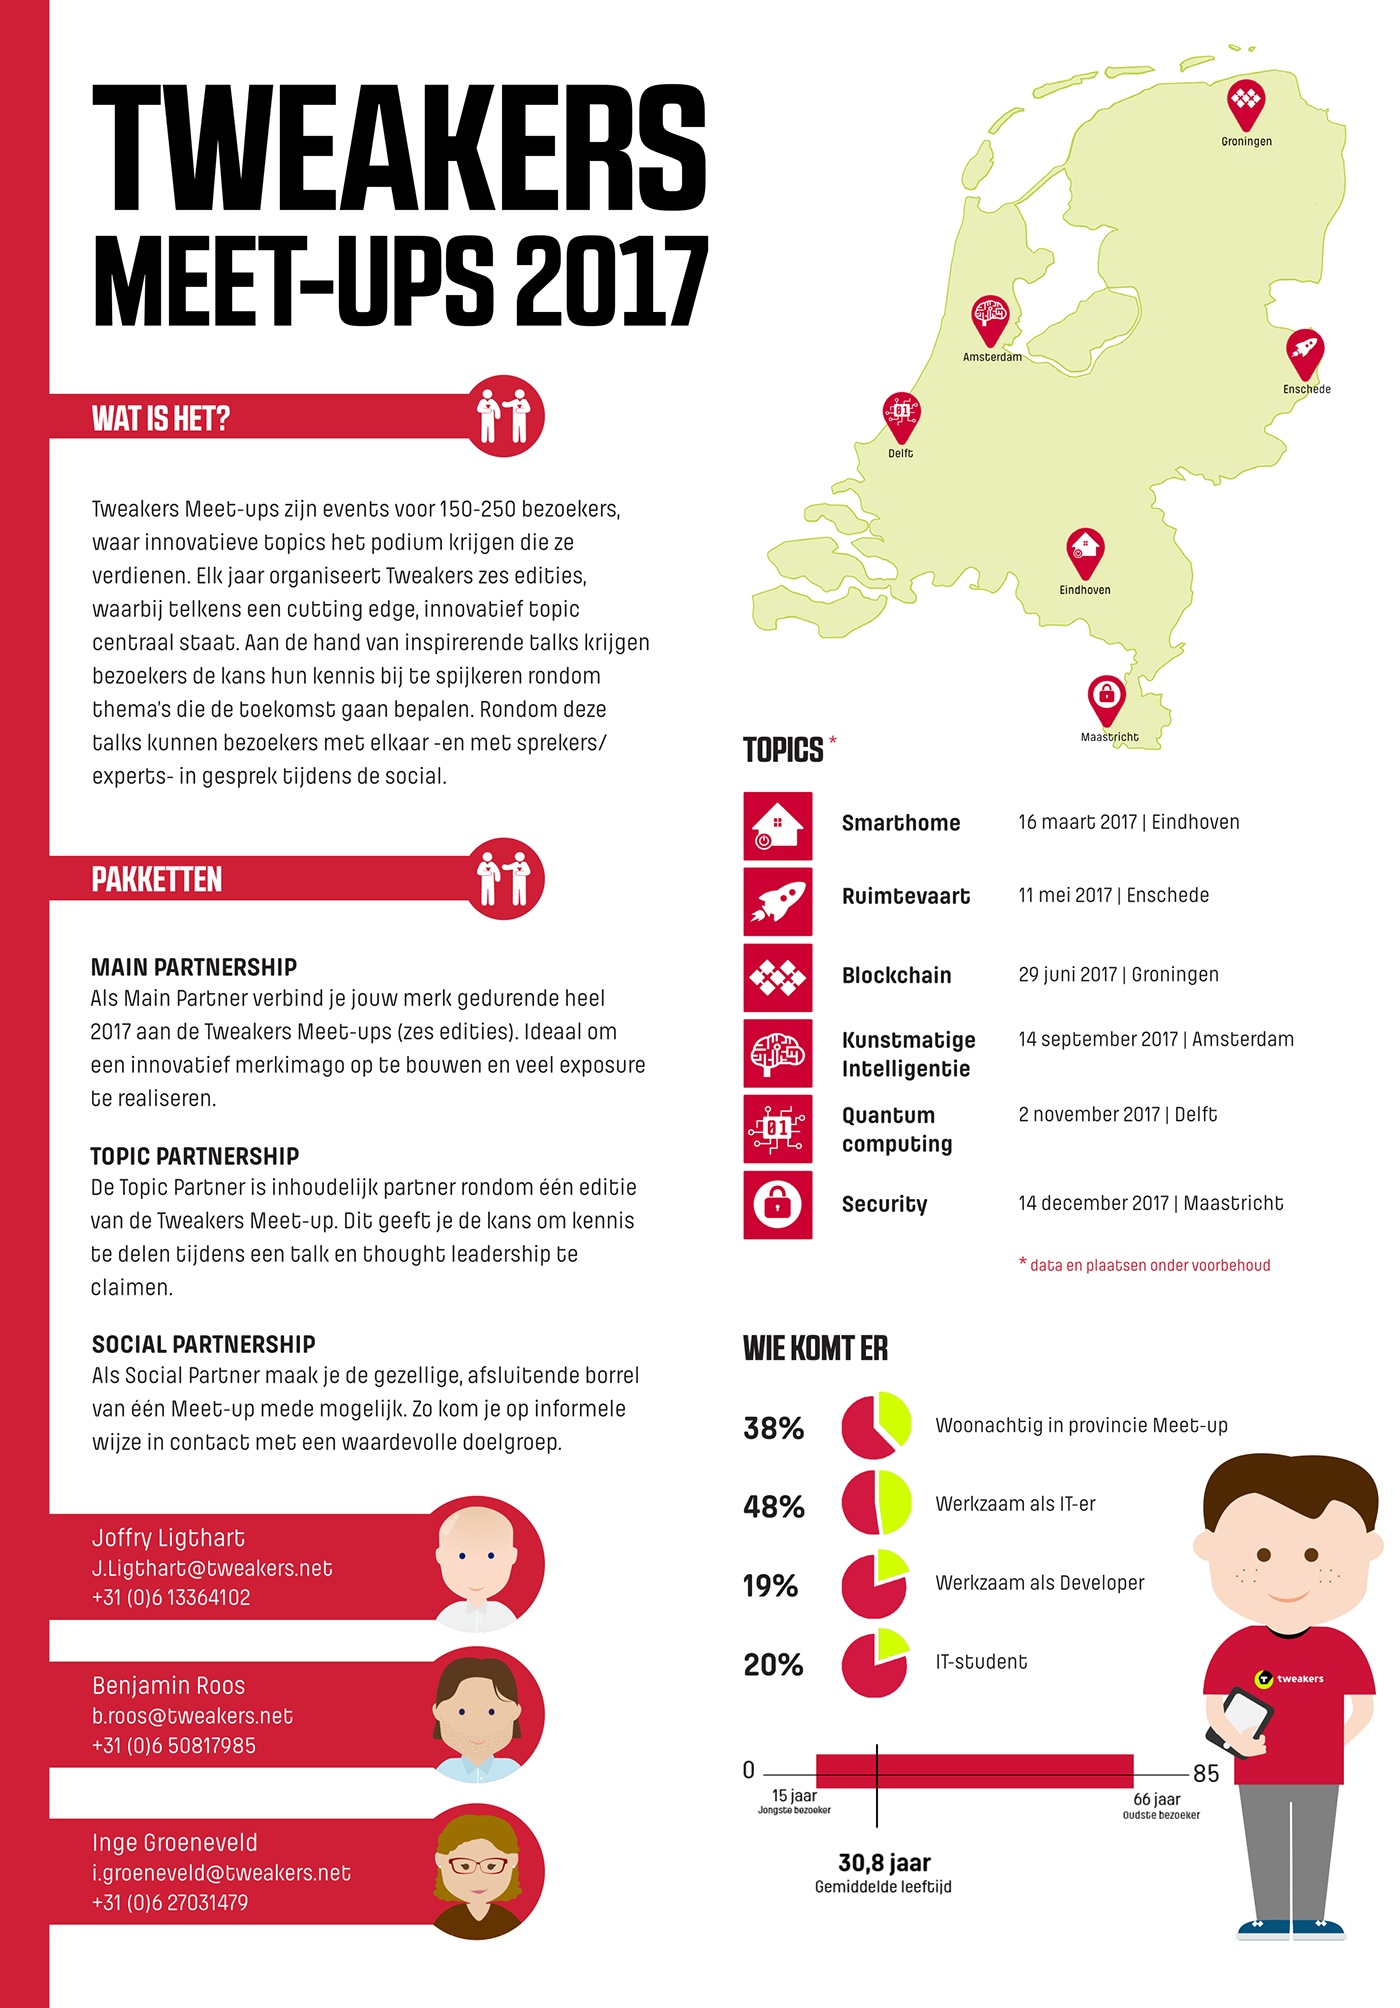 TWEAKERS
MEET-UPS 2017
WAT IS HET?
Tweakers Meet-ups zijn events voor 150-250 bezoekers,
waar innovatieve topics het podium krijgen die ze
verdienen. Elk jaar organiseert Tweakers zes edities,
waarbij telkens een cutting edge, innovatief topic
centraal staat. Aan de hand van inspirerende talks krijgen
bezoekers de kans hun kennis bij te spijkeren rondom
thema's die de toekomst gaan bepalen. Rondom deze
talks kunnen bezoekers met elkaar -en met sprekers/
experts- in gesprek tijdens de social.
PAKKETTEN
MAIN PARTNERSHIP
Als Main Partner verbind je jouw merk gedurende heel
2017 aan de Tweakers Meet-ups (zes edities). Ideaal om
een innovatief merkimago op te bouwen en veel exposure
te realiseren.
TOPIC PARTNERSHIP
De Topic Partner is inhoudelijk partner rondom één editie
van de Tweakers Meet-up. Dit geeft je de kans om kennis
te delen tijdens een talk en thought leadership te
claimen.
SOCIAL PARTNERSHIP
Als Social Partner maak je de gezellige, afsluitende borrel
van één Meet-up mede mogelijk. Zo kom je op informele
wijze in contact met een waardevolle doelgroep.
Joffry Ligthart
J.Ligthart@tweakers.net
+31 (0)6 13364102
Benjamin Roos
b.roos@tweakers.net
+31 (0)6 50817985
Inge Groeneveld
i.groeneveld@tweakers.net
+31 (0)6 27031479
Groningen
Amsterdam
Enschede
01
Delft
Eindhoven
Maastricht
TOPICS *
Smarthome 16 maart 2017 | Eindhoven
Ruimtevaart 11 mei 2017 | Enschede
Blockchain 29 juni 2017 | Groningen
Kunstmatige 14 september 2017 | Amsterdam
Intelligentie
Quantum 2 november 2017 | Delft
01
computing
Security 14 december 2017 | Maastricht
* data en plaatsen onder voorbehoud
WIE KOMT ER
38% Woonachtig in provincie Meet-up
48% Werkzaam als IT-er
19% Werkzaam als Developer
20% IT-student
tweakers
0 85
15 jaar 66 jaar
Jongste bezoeker Oudste bezoeker
30,8 jaar
Gemiddelde leeftijd